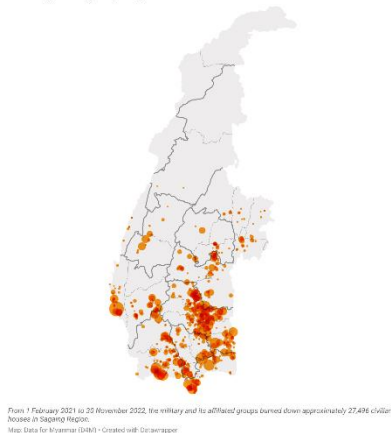 From 1 February 2021 to 30 November 2022, the military and its affiliated groups burned down approximately 27,496 civilian
houses in Sagaing Region.
Map: Data for Myanmar (D4M) • Created with Datawrapper